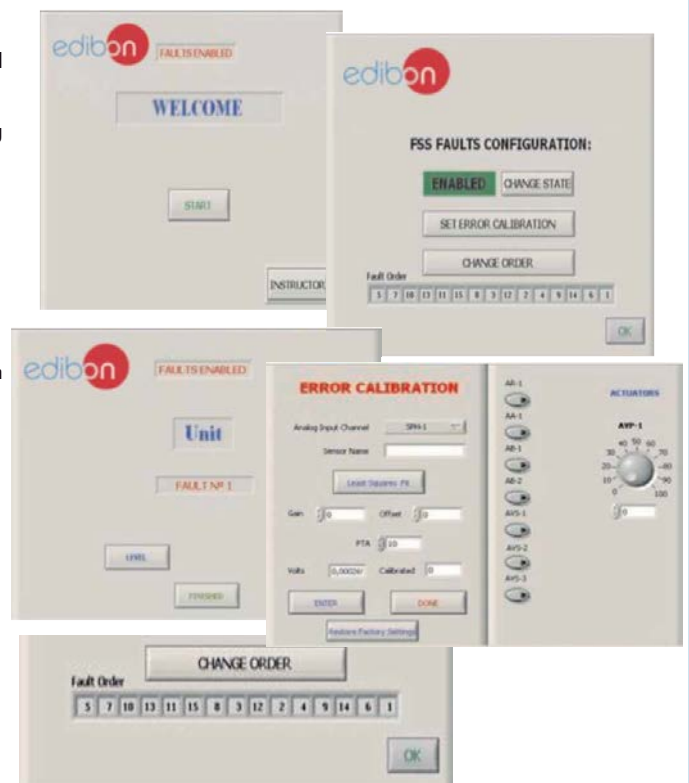 edibon
FAULTS ENABLED
WELCOME
START
INSTRUCTOR
edibon
FSS FAULTS CONFIGURATION:
ENABLED
CHANGE STATE
SET ERROR CALIBRATION
CHANGE ORDER
Fault Order
5 7 10 13 11 15 8 3 12 2 4 9 14 6 1
OK
edibon
FAULTS ENABLED
Unit
FAULT Nº 1
LEVEL
FINISHED
ERROR CALIBRATION
Analog Input Channel
Sensor Name
Least Squares Fit
Gain 0 Offset 0
PTA 10
Volts Calibrated 0
ENTER
DONE
Restore Factory Settings
AR-1
AA-1
AB-1
AB-2
AVS-1
AVS-2
AVS-3
ACTUATORS
AVP-1
0 10 20 30 40 50 60 70 80 90 100
0
CHANGE ORDER
Fault Order
5 7 10 13 11 15 8 3 12 2 4 9 14 6 1
OK